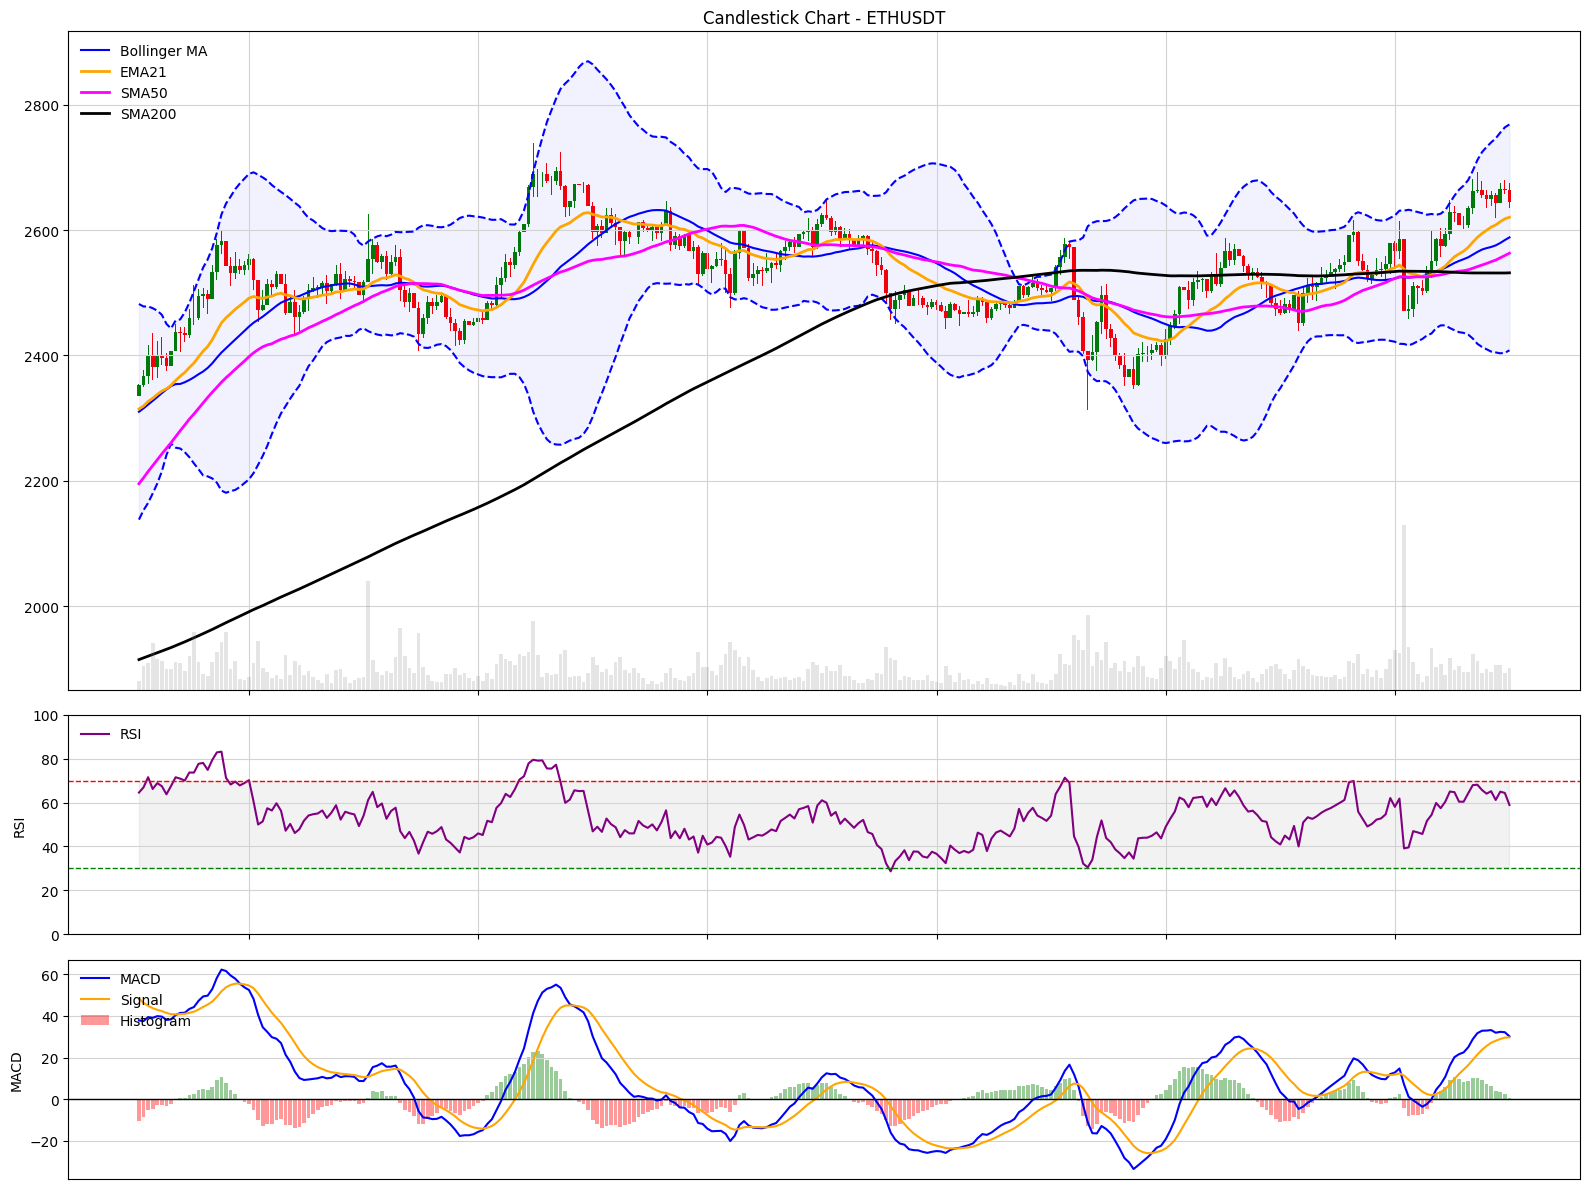 Candlestick Chart - ETHUSDT
Bollinger MA
EMA21
SMA50
SMA200
2800
2600
2400
2200
2000
RSI
100
80
60
40
20
0
RSI
MACD
Signal
Histogram
60
40
20
0
−20
MACD